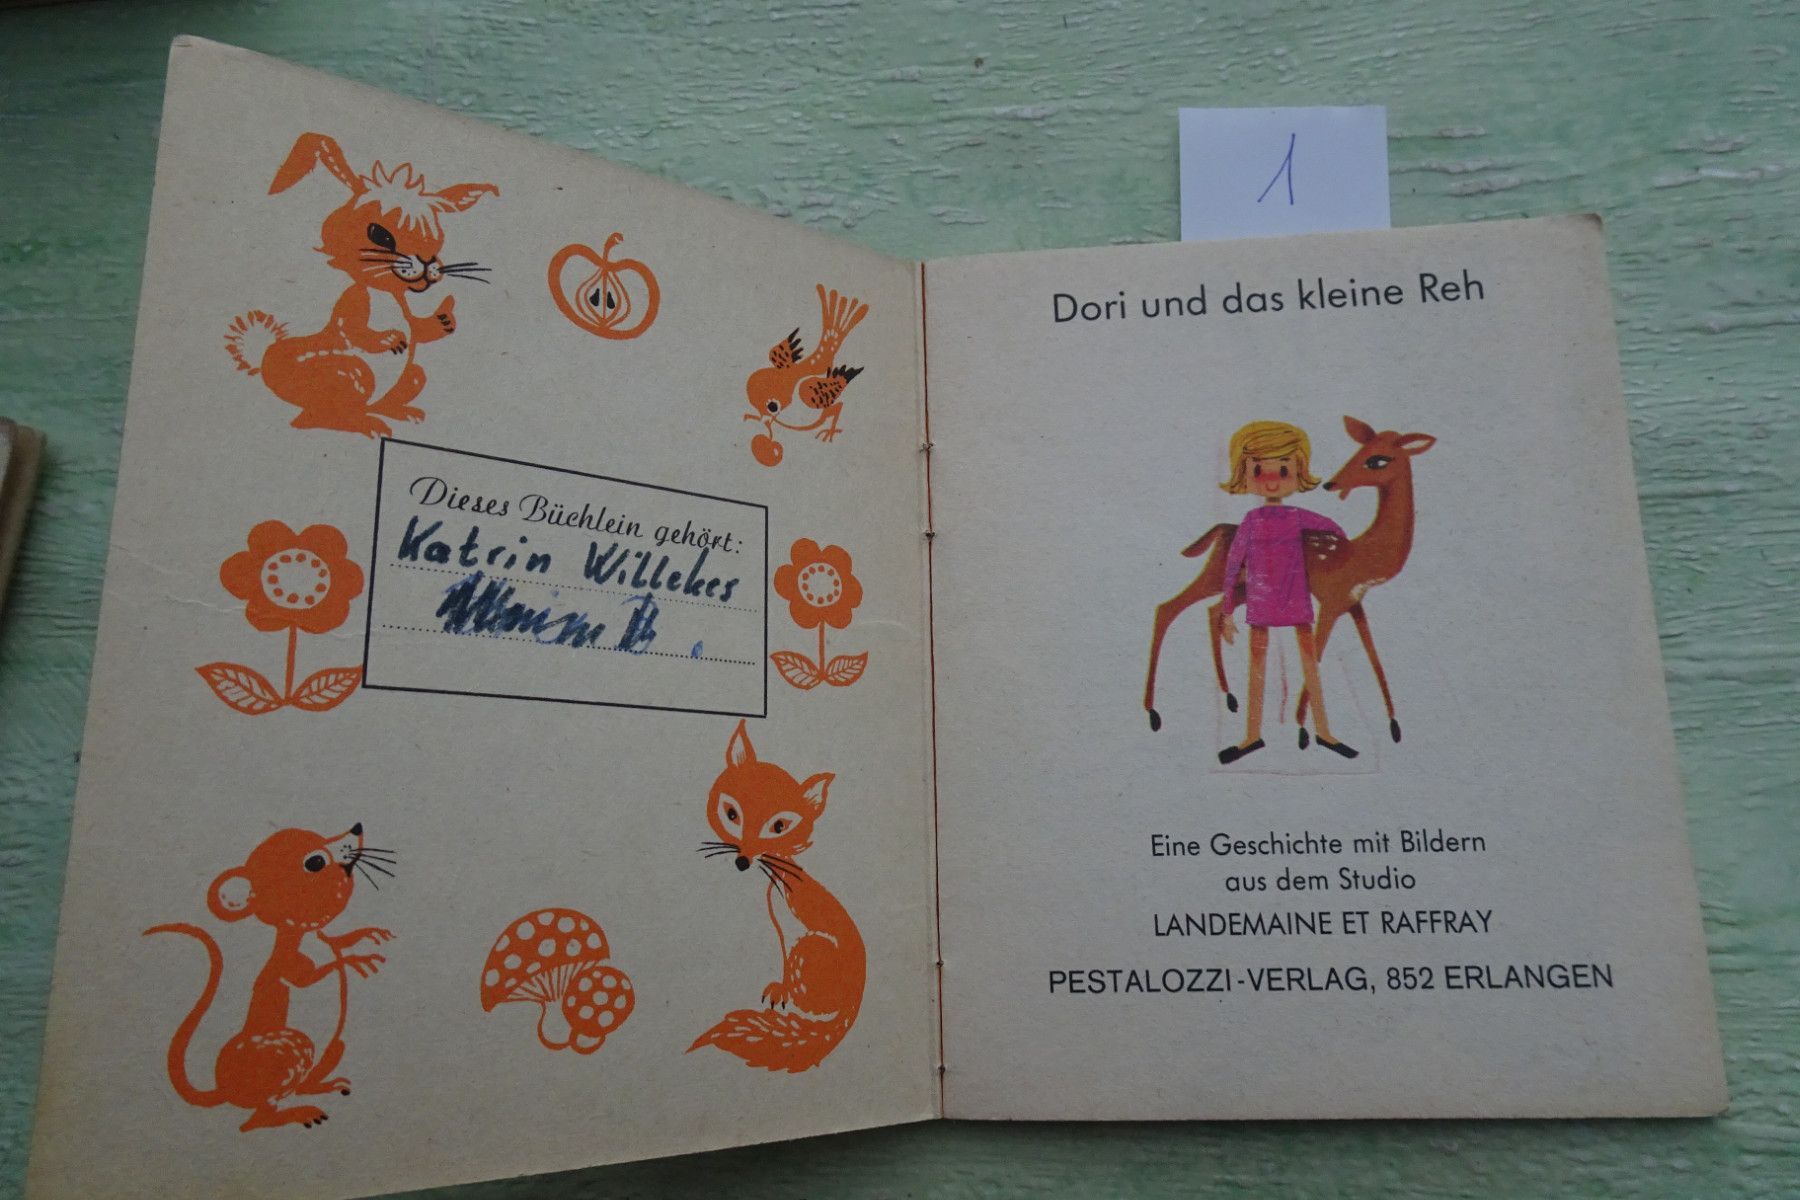 1
Dieses Büchlein gehört:
Katrin Willekes
Dori und das kleine Reh
Eine Geschichte mit Bildern
aus dem Studio
LANDEMAINE ET RAFFRAY
PESTALOZZI-VERLAG, 852 ERLANGEN